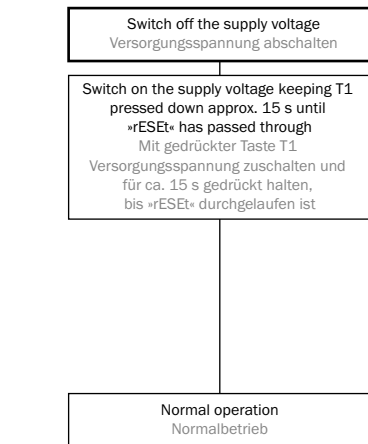 Switch off the supply voltage
Versorgungsspannung abschalten
Switch on the supply voltage keeping T1
pressed down approx. 15 s until
»rESEt« has passed through
Mit gedrückter Taste T1
Versorgungsspannung zuschalten und
für ca. 15 s gedrückt halten,
bis »rESEt« durchgelaufen ist
Normal operation
Normalbetrieb